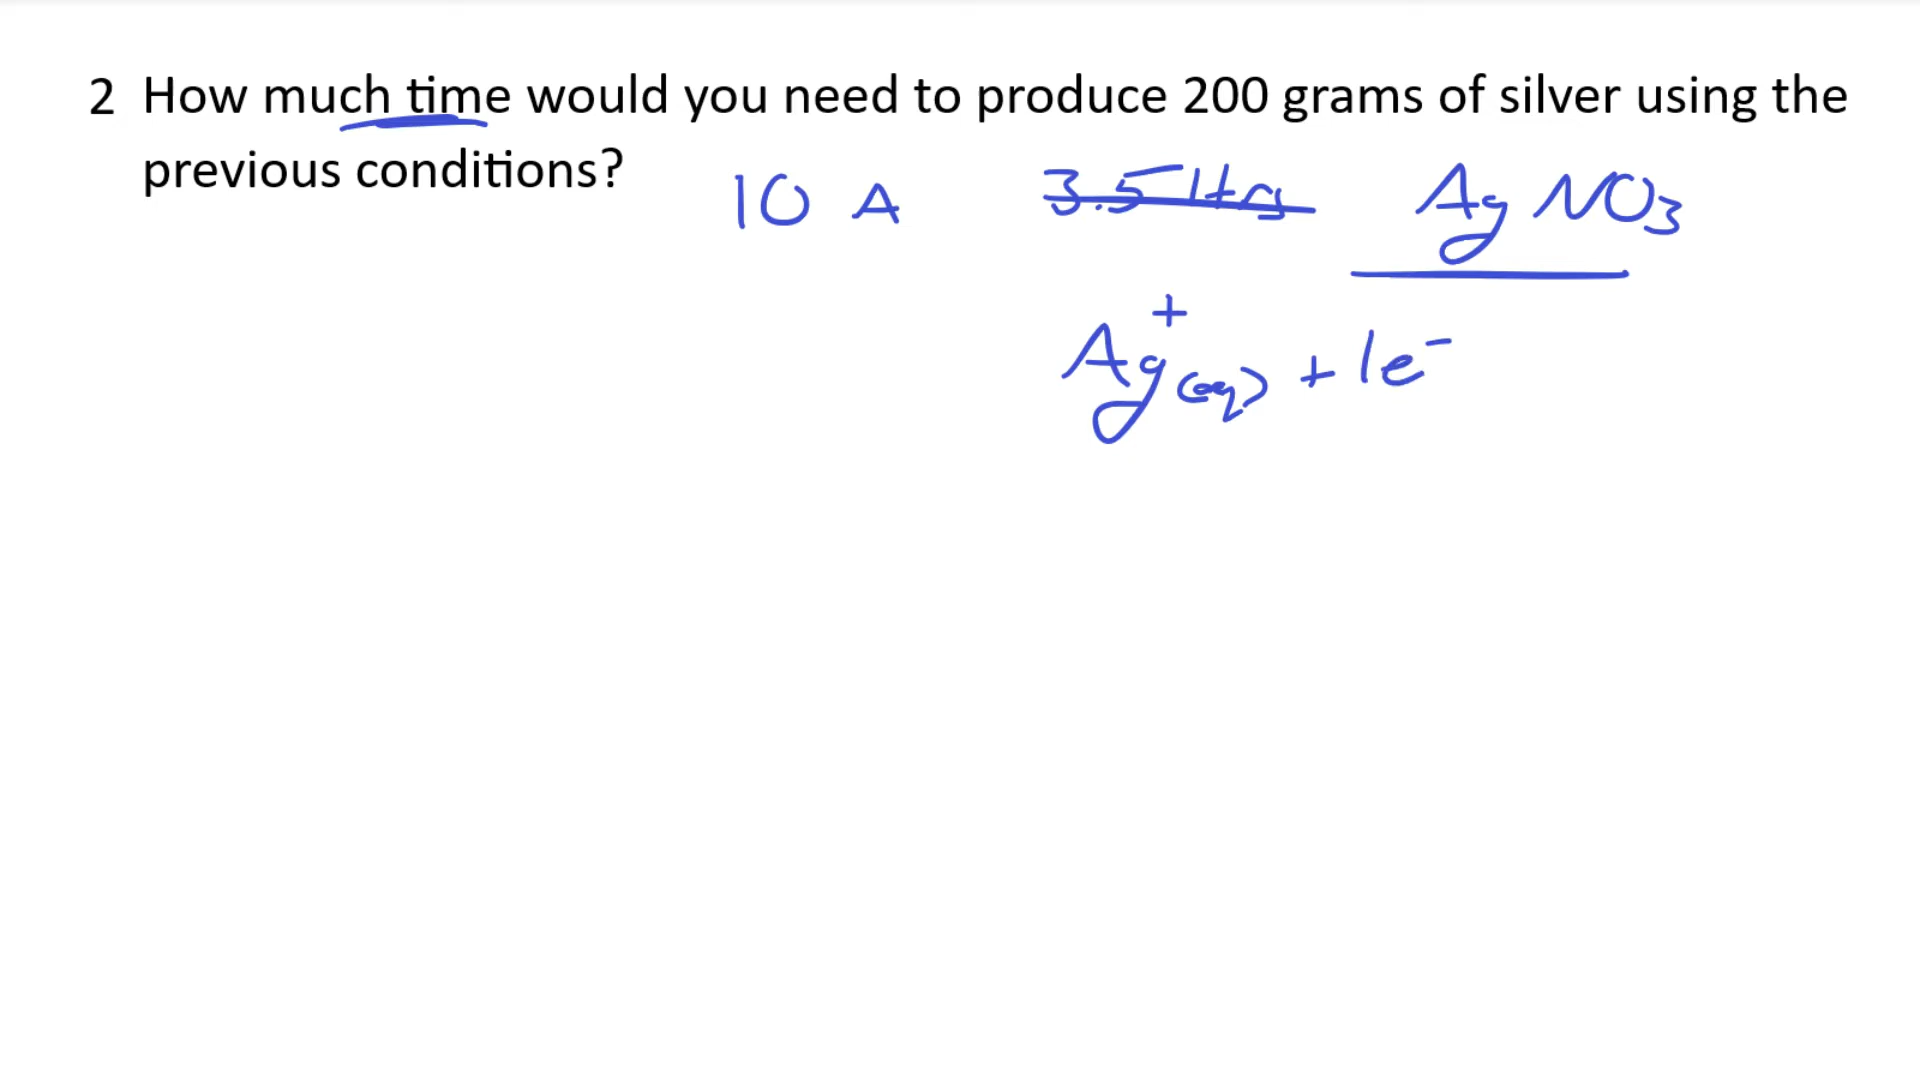 2 How much time would you need to produce 200 grams of silver using the
previous conditions?
10 A 3.5 Hrs AgNO3
Ag+(aq) + 1e-